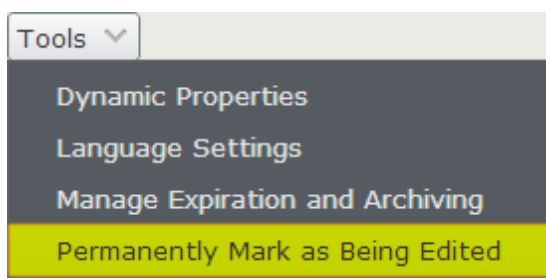 Tools
Dynamic Properties
Language Settings
Manage Expiration and Archiving
Permanently Mark as Being Edited